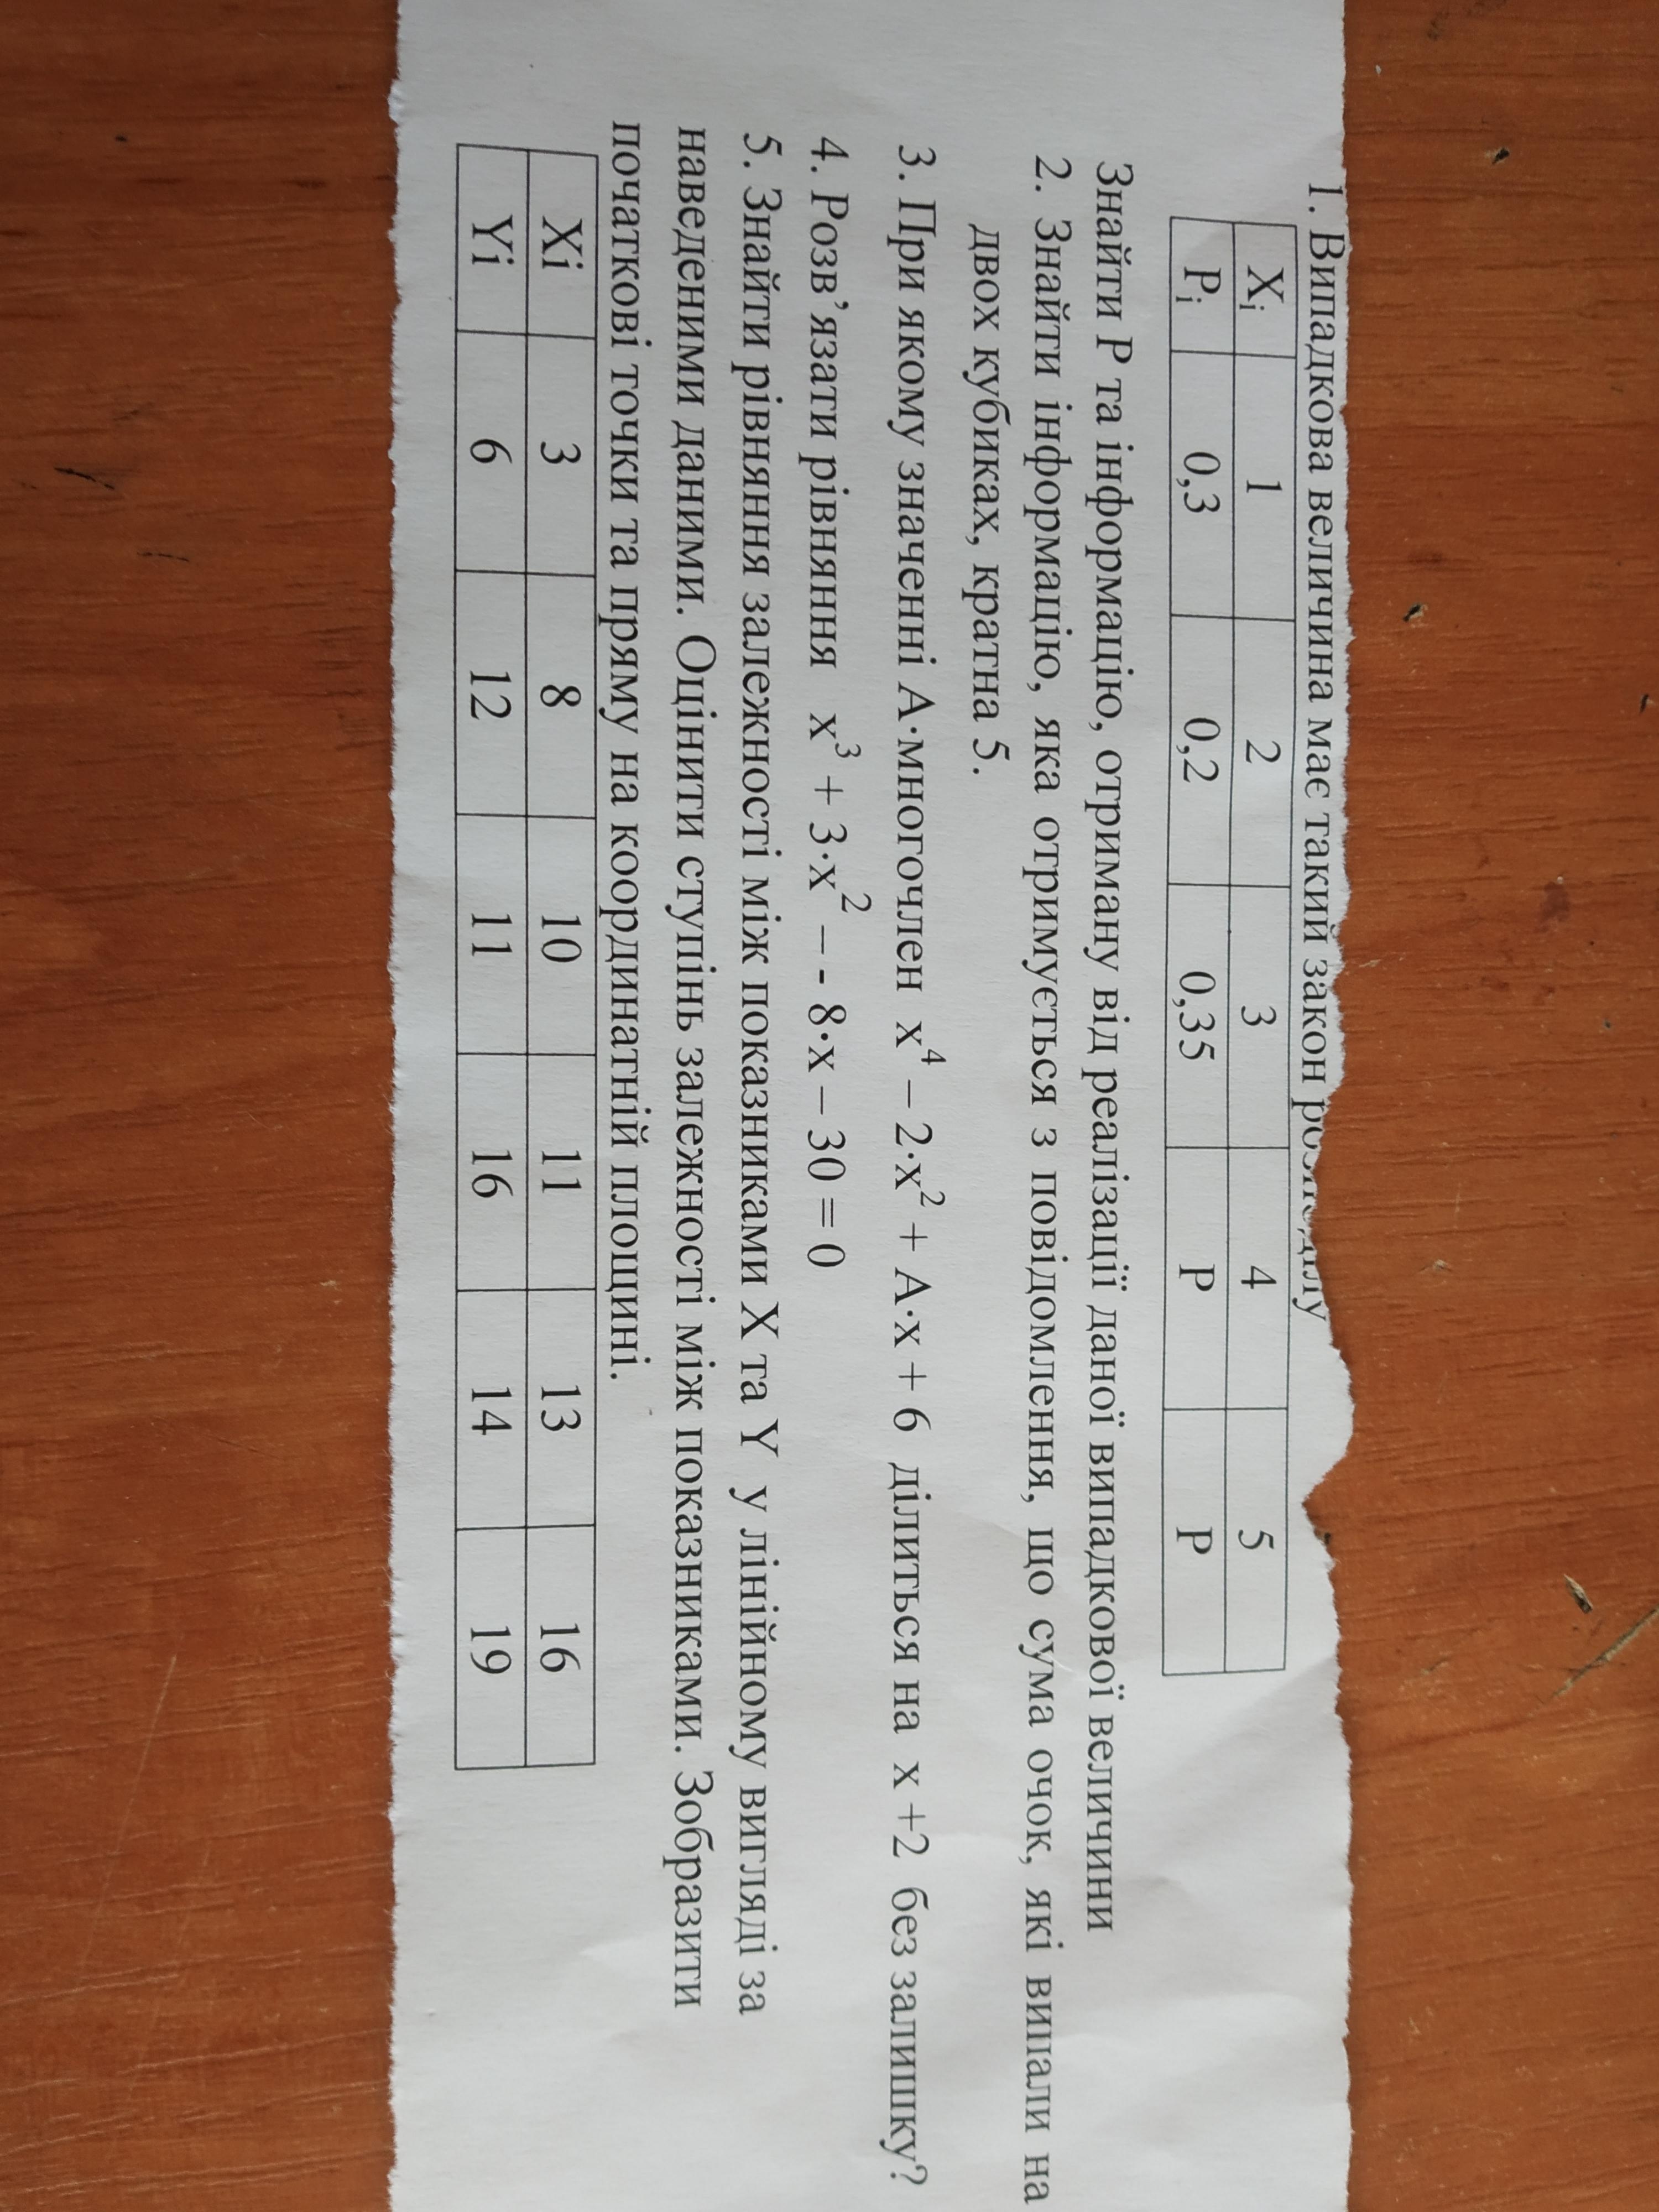 1. Випадкова величина має такий закон розподілу
Xi 1 2 3 4 5
Pi 0,3 0,2 0,35 P P
Знайти P та інформацію, отриману від реалізації даної випадкової величини
2. Знайти інформацію, яка отримується з повідомлення, що сума очок, які випали на
двох кубиках, кратна 5.
3. При якому значенні A·многочлен x⁴ – 2·x² + A·x + 6 ділиться на x +2 без залишку?
4. Розв’язати рівняння x³ + 3·x² – - 8·x – 30 = 0
5. Знайти рівняння залежності між показниками X та Y у лінійному вигляді за
наведеними даними. Оцінити ступінь залежності між показниками. Зобразити
початкові точки та пряму на координатній площині.
Xi 3 8 10 11 13 16
Yi 6 12 11 16 14 19